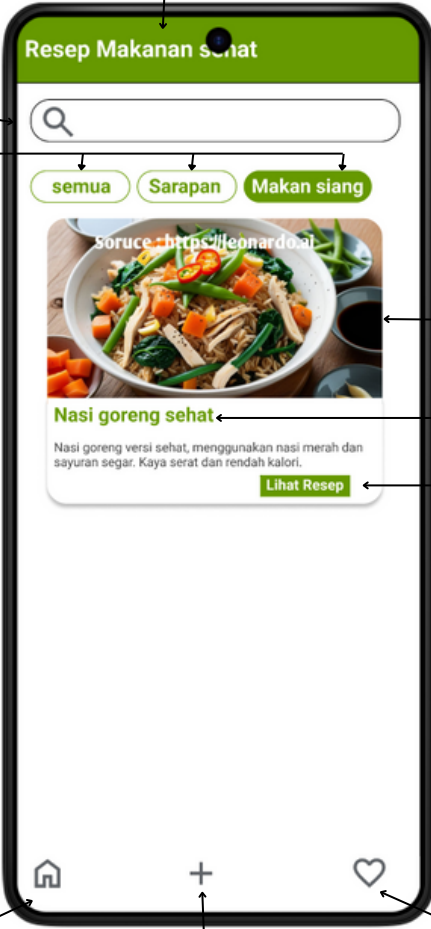 Resep Makanan sehat
semua
Sarapan
Makan siang
Soruce :https://leonardo.ai
Nasi goreng sehat
Nasi goreng versi sehat, menggunakan nasi merah dan
sayuran segar. Kaya serat dan rendah kalori.
Lihat Resep